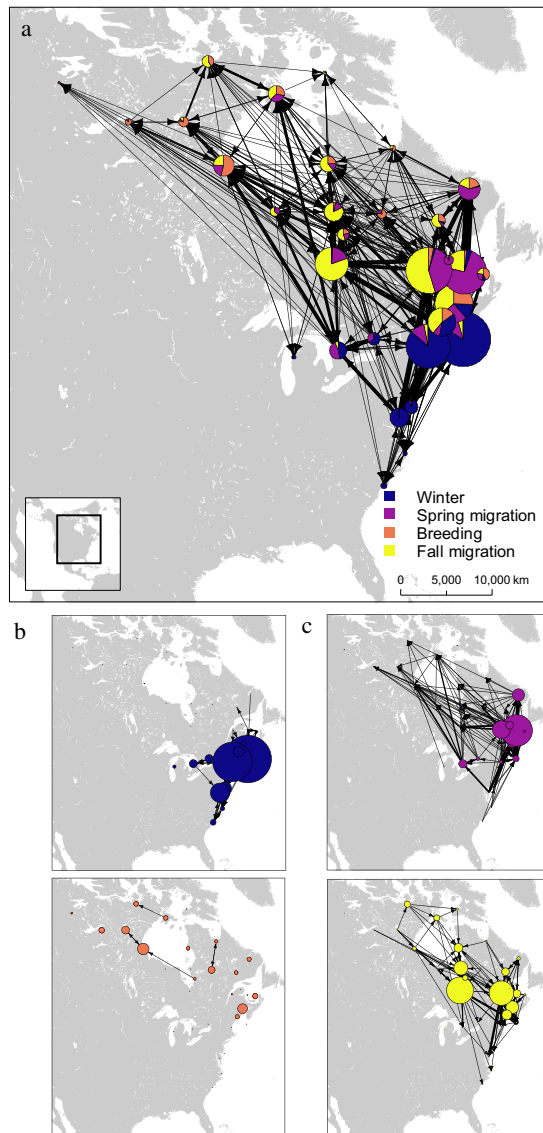 a
Winter
Spring migration
Breeding
Fall migration
0 5,000 10,000 km
b
c